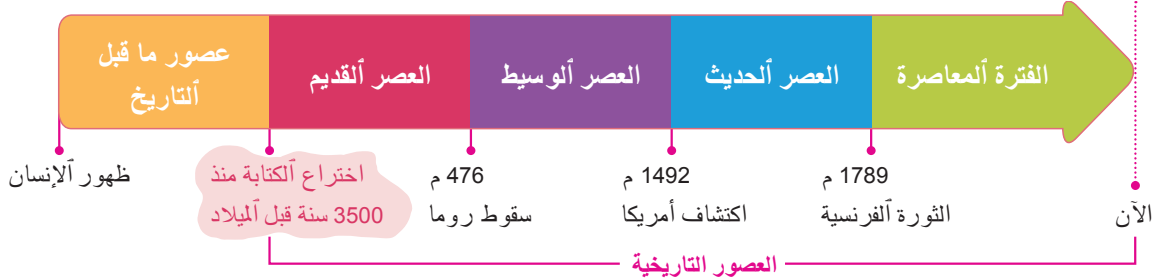 عصور ما قبل
ٱلتاريخ
العصر ٱلقديم
العصر ٱلوسيط
العصر ٱلحديث
الفترة ٱلمعاصرة
ظهور ٱلإنسان
اختراع ٱلكتابة منذ
3500 سنة قبل ٱلميلاد
476 م
سقوط روما
1492 م
اكتشاف أمريكا
1789 م
الثورة ٱلفرنسية
الآن
العصور التاريخية